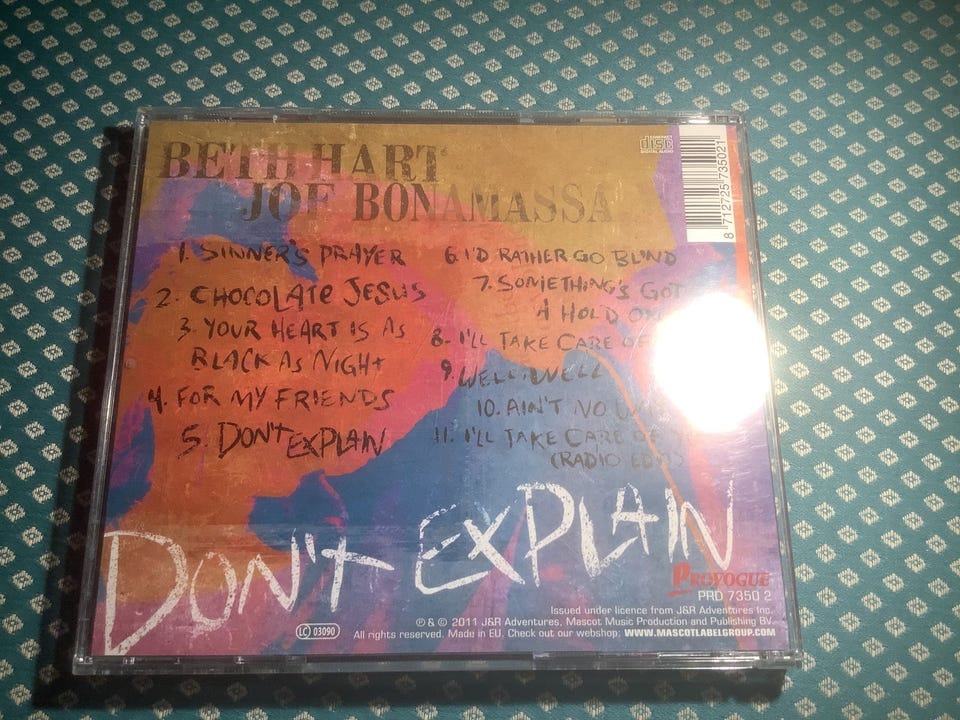 BETH HART
JOE BONAMASSA
1. SINNER'S PRAYER
2. CHOCOLATE JESUS
3. YOUR HEART IS AS
BLACK AS NIGHT
4. FOR MY FRIENDS
5. DON'T EXPLAIN
6. I'D RATHER GO BLIND
7. SOMETHING'S GOT
A HOLD ON
8. I'LL TAKE CARE OF
9. WELL, WELL
10. AIN'T NO
11. I'LL TAKE CARE OF
(RADIO EDIT)
DON'T EXPLAIN
COMPACT
disc
DIGITAL AUDIO
8 712725 735021
PROVOGUE
PRD 7350 2
Issued under licence from J&R Adventures Inc.
℗ & © 2011 J&R Adventures, Mascot Music Production and Publishing BV.
LC 03090
All rights reserved. Made in EU. Check out our webshop: WWW.MASCOTLABELGROUP.COM